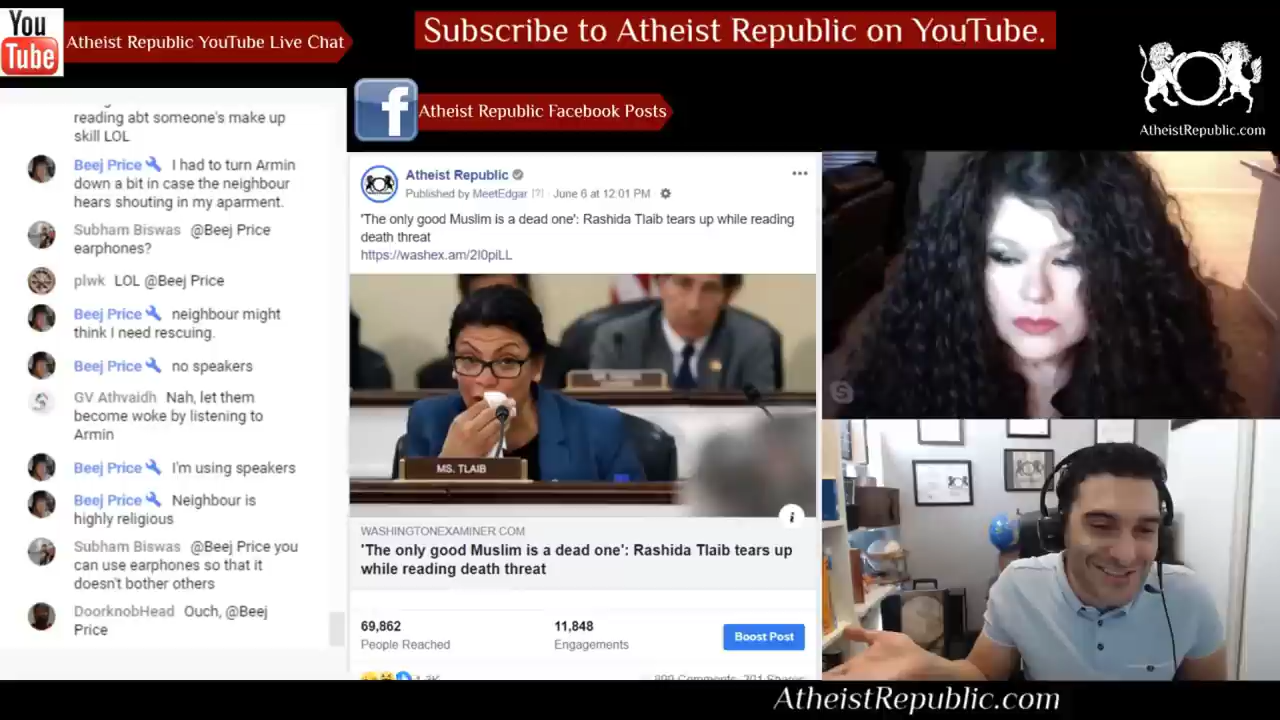 You
Tube
Atheist Republic YouTube Live Chat
Subscribe to Atheist Republic on YouTube.
AtheistRepublic.com
Atheist Republic Facebook Posts
reading abt someone's make up
skill LOL
Beej Price I had to turn Armin
down a bit in case the neighbour
hears shouting in my aparment.
Subham Biswas @Beej Price
earphones?
plwk LOL @Beej Price
Beej Price neighbour might
think I need rescuing.
Beej Price no speakers
GV Athvaidh Nah, let them
become woke by listening to
Armin
Beej Price I'm using speakers
Beej Price Neighbour is
highly religious
Subham Biswas @Beej Price you
can use earphones so that it
doesn't bother others
DoorknobHead Ouch, @Beej
Price
Atheist Republic
Published by MeetEdgar [?] · June 6 at 12:01 PM ·
'The only good Muslim is a dead one': Rashida Tlaib tears up while reading
death threat
https://washex.am/2I0piLL
MS. TLAIB
WASHINGTONEXAMINER.COM
'The only good Muslim is a dead one': Rashida Tlaib tears up
while reading death threat
69,862
People Reached
11,848
Engagements
Boost Post
AtheistRepublic.com